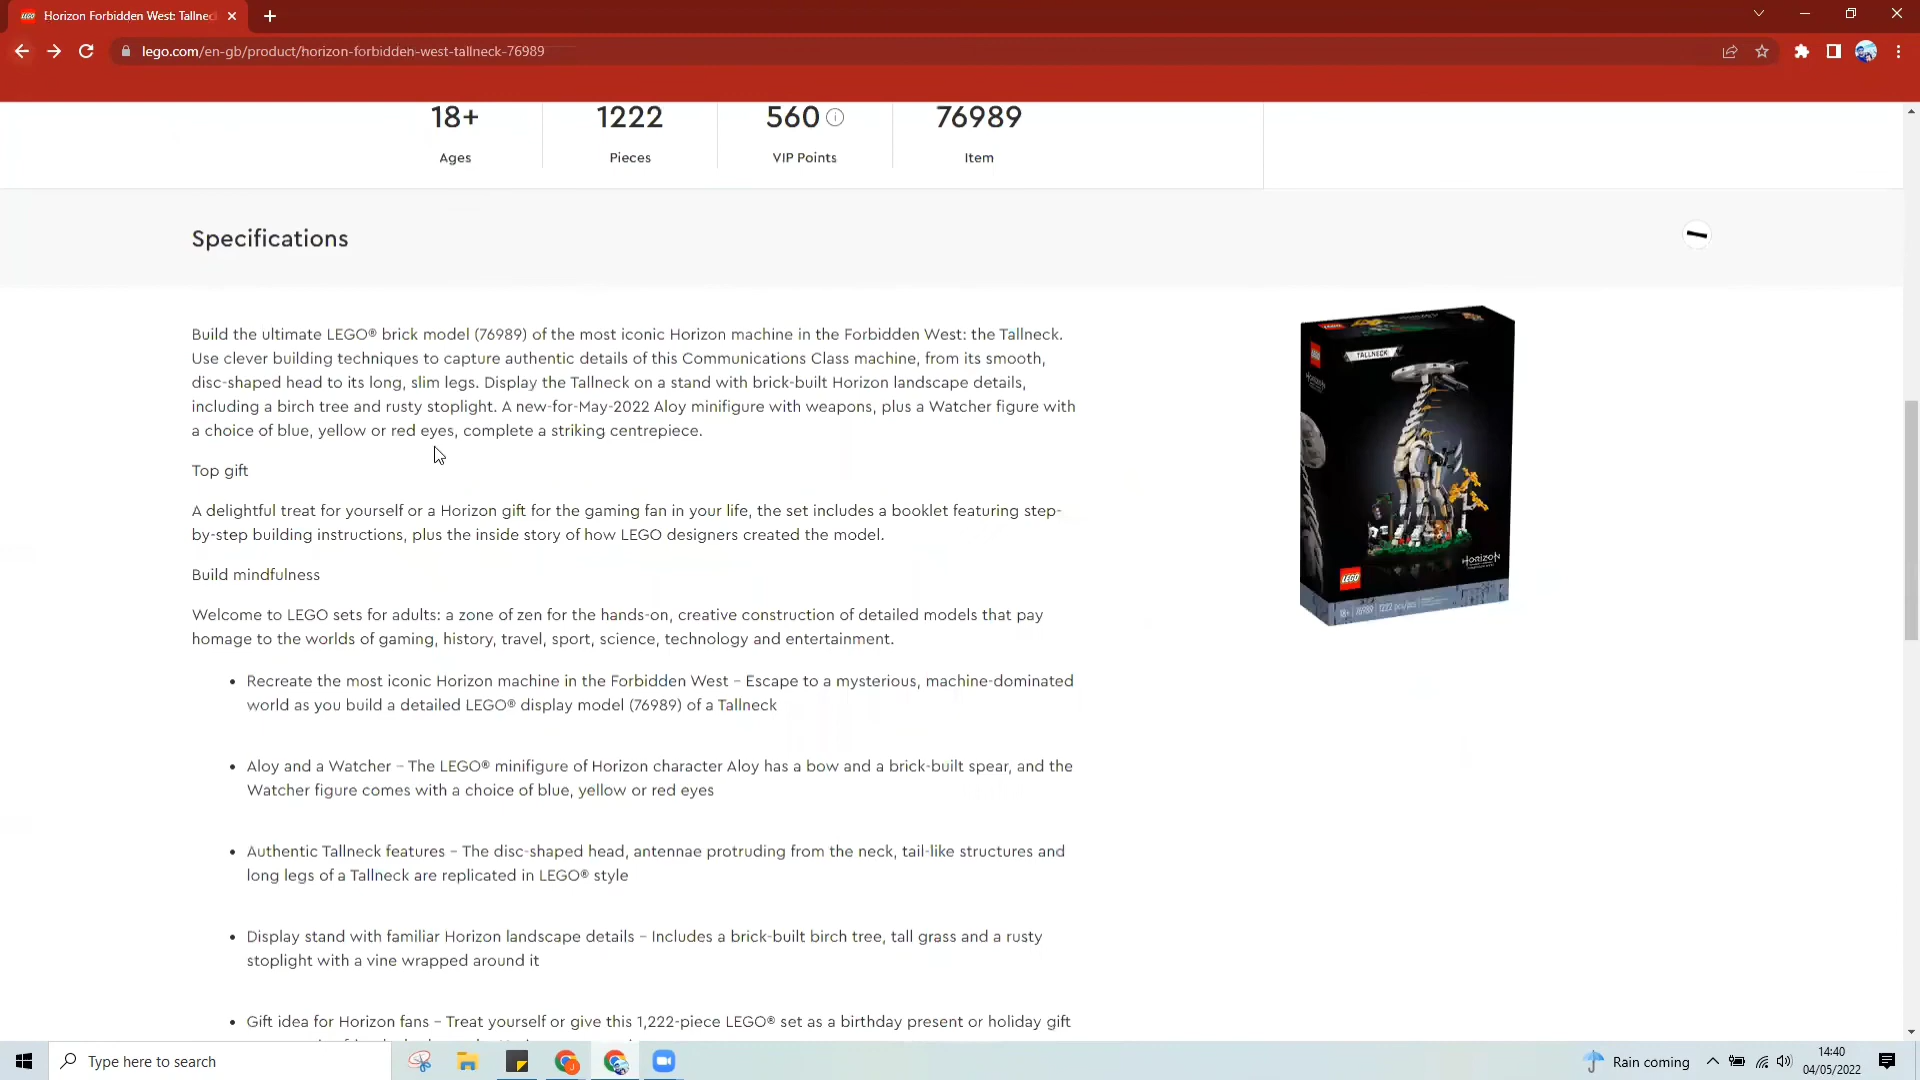 Horizon Forbidden West: Tallnec
lego.com/en-gb/product/horizon-forbidden-west-tallneck-76989
18+ 1222 560 76989
Ages Pieces VIP Points Item
Specifications
Build the ultimate LEGO® brick model (76989) of the most iconic Horizon machine in the Forbidden West: the Tallneck.
Use clever building techniques to capture authentic details of this Communications Class machine, from its smooth,
disc-shaped head to its long, slim legs. Display the Tallneck on a stand with brick-built Horizon landscape details,
including a birch tree and rusty stoplight. A new-for-May-2022 Aloy minifigure with weapons, plus a Watcher figure with
a choice of blue, yellow or red eyes, complete a striking centrepiece.
Top gift
A delightful treat for yourself or a Horizon gift for the gaming fan in your life, the set includes a booklet featuring step-
by-step building instructions, plus the inside story of how LEGO designers created the model.
Build mindfulness
Welcome to LEGO sets for adults: a zone of zen for the hands-on, creative construction of detailed models that pay
homage to the worlds of gaming, history, travel, sport, science, technology and entertainment.
• Recreate the most iconic Horizon machine in the Forbidden West – Escape to a mysterious, machine-dominated
world as you build a detailed LEGO® display model (76989) of a Tallneck
• Aloy and a Watcher – The LEGO® minifigure of Horizon character Aloy has a bow and a brick-built spear, and the
Watcher figure comes with a choice of blue, yellow or red eyes
• Authentic Tallneck features – The disc-shaped head, antennae protruding from the neck, tail-like structures and
long legs of a Tallneck are replicated in LEGO® style
• Display stand with familiar Horizon landscape details – Includes a brick-built birch tree, tall grass and a rusty
stoplight with a vine wrapped around it
• Gift idea for Horizon fans – Treat yourself or give this 1,222-piece LEGO® set as a birthday present or holiday gift
TALLNECK
HORIZON
LEGO
18+ 76989 1222 pcs/pzs
Type here to search
Rain coming
14:40
04/05/2022